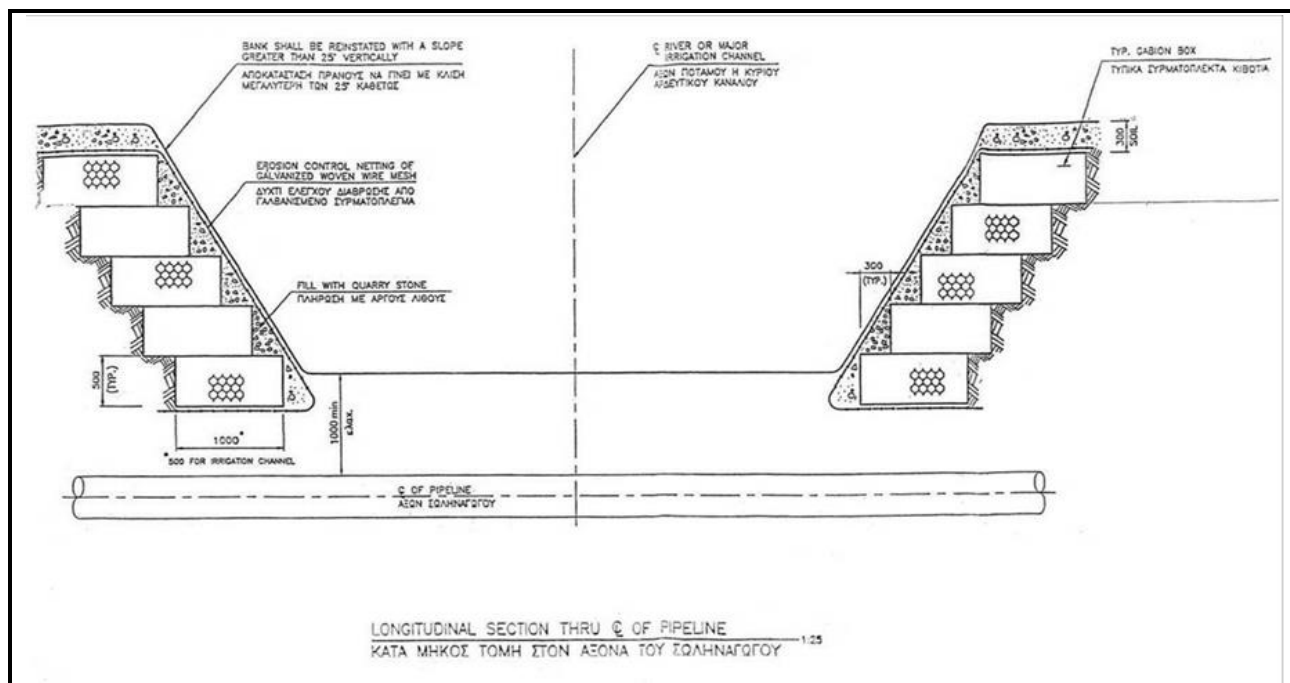 BANK SHALL BE REINSTATED WITH A SLOPE
GREATER THAN 25° VERTICALLY
ΑΠΟΚΑΤΑΣΤΑΣΗ ΠΡΑΝΟΥΣ ΝΑ ΓΙΝΕΙ ΜΕ ΚΛΙΣΗ
ΜΕΓΑΛΥΤΕΡΗ ΤΩΝ 25° ΚΑΘΕΤΩΣ
℄ RIVER OR MAJOR
IRRIGATION CHANNEL
ΑΞΩΝ ΠΟΤΑΜΟΥ Η ΚΥΡΙΟΥ
ΑΡΔΕΥΤΙΚΟΥ ΚΑΝΑΛΙΟΥ
TYP. GABION BOX
ΤΥΠΙΚΑ ΣΥΡΜΑΤΟΠΛΕΚΤΑ ΚΙΒΩΤΙΑ
300
SOIL
EROSION CONTROL NETTING OF
GALVANIZED WOVEN WIRE MESH
ΔΥΧΤΙ ΕΛΕΓΧΟΥ ΔΙΑΒΡΩΣΗΣ ΑΠΟ
ΓΑΛΒΑΝΙΣΜΕΝΟ ΣΥΡΜΑΤΟΠΛΕΓΜΑ
300
(TYP.)
FILL WITH QUARRY STONE
ΠΛΗΡΩΣΗ ΜΕ ΑΡΓΟΥΣ ΛΙΘΟΥΣ
500
(TYP.)
1000*
*500 FOR IRRIGATION CHANNEL
1000min
ελαχ.
℄ OF PIPELINE
ΑΞΩΝ ΣΩΛΗΝΑΓΩΓΟΥ
LONGITUDINAL SECTION THRU ℄ OF PIPELINE
1:25
ΚΑΤΑ ΜΗΚΟΣ ΤΟΜΗ ΣΤΟΝ ΑΞΟΝΑ ΤΟΥ ΣΩΛΗΝΑΓΩΓΟΥ